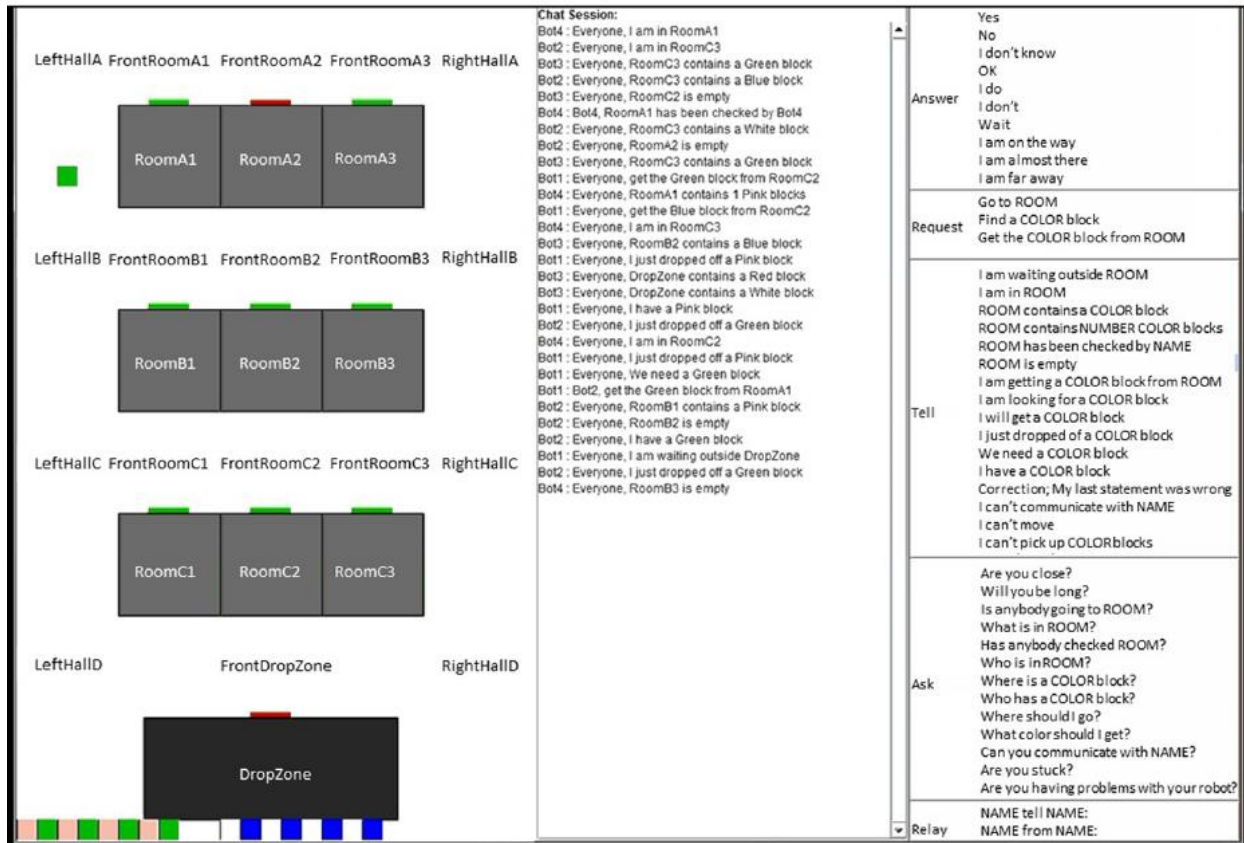 LeftHallA FrontRoomA1 FrontRoomA2 FrontRoomA3 RightHallA
RoomA1 RoomA2 RoomA3
LeftHallB FrontRoomB1 FrontRoomB2 FrontRoomB3 RightHallB
RoomB1 RoomB2 RoomB3
LeftHallC FrontRoomC1 FrontRoomC2 FrontRoomC3 RightHallC
RoomC1 RoomC2 RoomC3
LeftHallD FrontDropZone RightHallD
DropZone
Chat Session:
Bot4 : Everyone, I am in RoomA1
Bot2 : Everyone, I am in RoomC3
Bot3 : Everyone, RoomC3 contains a Green block
Bot2 : Everyone, RoomC3 contains a Blue block
Bot3 : Everyone, RoomC2 is empty
Bot4 : Bot4, RoomA1 has been checked by Bot4
Bot2 : Everyone, RoomC3 contains a White block
Bot2 : Everyone, RoomA2 is empty
Bot3 : Everyone, RoomC3 contains a Green block
Bot1 : Everyone, get the Green block from RoomC2
Bot4 : Everyone, RoomA1 contains 1 Pink blocks
Bot1 : Everyone, get the Blue block from RoomC2
Bot4 : Everyone, I am in RoomC3
Bot3 : Everyone, RoomB2 contains a Blue block
Bot1 : Everyone, I just dropped off a Pink block
Bot3 : Everyone, DropZone contains a Red block
Bot3 : Everyone, DropZone contains a White block
Bot1 : Everyone, I have a Pink block
Bot2 : Everyone, I just dropped off a Green block
Bot4 : Everyone, I am in RoomC2
Bot1 : Everyone, I just dropped off a Pink block
Bot1 : Everyone, We need a Green block
Bot1 : Bot2, get the Green block from RoomA1
Bot2 : Everyone, RoomB1 contains a Pink block
Bot2 : Everyone, RoomB2 is empty
Bot2 : Everyone, I have a Green block
Bot1 : Everyone, I am waiting outside DropZone
Bot2 : Everyone, I just dropped off a Green block
Bot4 : Everyone, RoomB3 is empty
Answer
Yes
No
I don't know
OK
I do
I don't
Wait
I am on the way
I am almost there
I am far away
Request
Go to ROOM
Find a COLOR block
Get the COLOR block from ROOM
Tell
I am waiting outside ROOM
I am in ROOM
ROOM contains a COLOR block
ROOM contains NUMBER COLOR blocks
ROOM has been checked by NAME
ROOM is empty
I am getting a COLOR block from ROOM
I am looking for a COLOR block
I will get a COLOR block
I just dropped of a COLOR block
We need a COLOR block
I have a COLOR block
Correction; My last statement was wrong
I can't communicate with NAME
I can't move
I can't pick up COLOR blocks
Ask
Are you close?
Will you be long?
Is anybody going to ROOM?
What is in ROOM?
Has anybody checked ROOM?
Who is in ROOM?
Where is a COLOR block?
Who has a COLOR block?
Where should I go?
What color should I get?
Can you communicate with NAME?
Are you stuck?
Are you having problems with your robot?
Relay
NAME tell NAME:
NAME from NAME: